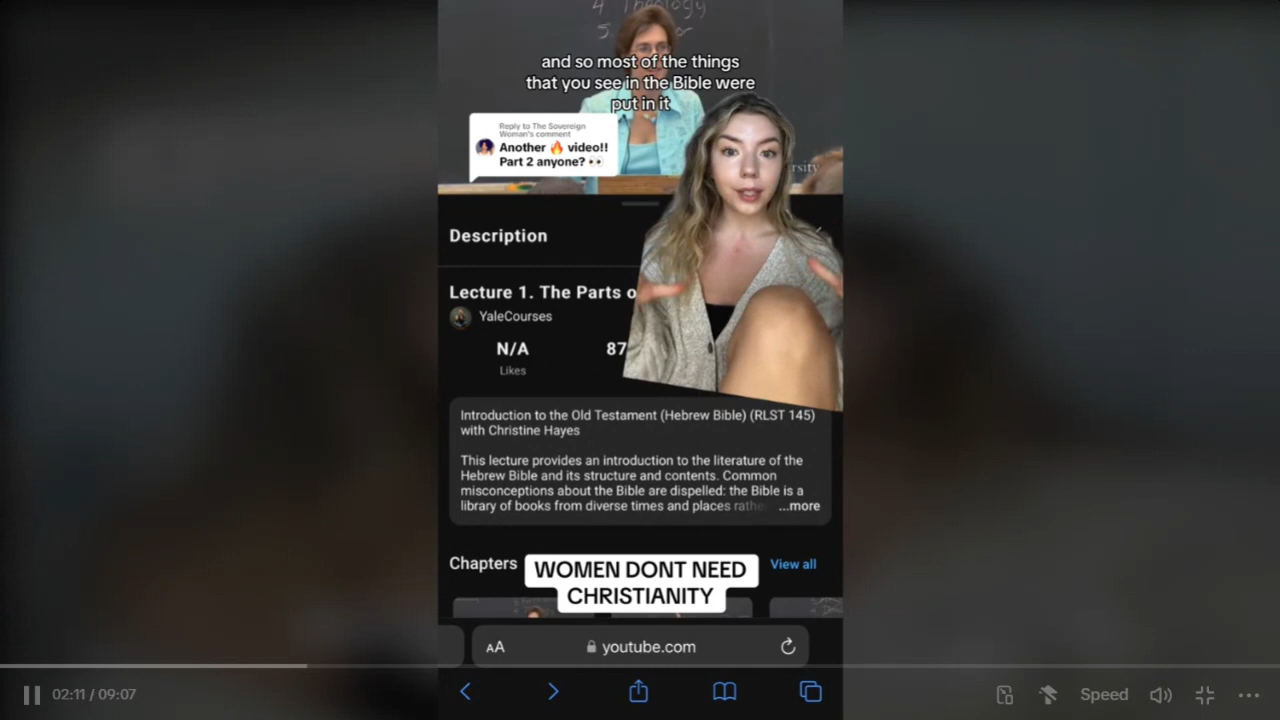 4 Theology
5
and so most of the things
that you see in the Bible were
put in it
Reply to The Sovereign
Woman's comment
Another 🔥 video!!
Part 2 anyone? 👀
rsity
Description
Lecture 1. The Parts o
YaleCourses
N/A
87
Likes
Introduction to the Old Testament (Hebrew Bible) (RLST 145)
with Christine Hayes
This lecture provides an introduction to the literature of the
Hebrew Bible and its structure and contents. Common
misconceptions about the Bible are dispelled: the Bible is a
library of books from diverse times and places rathe
...more
Chapters
View all
WOMEN DONT NEED
CHRISTIANITY
AA
youtube.com
02:11 / 09:07
Speed